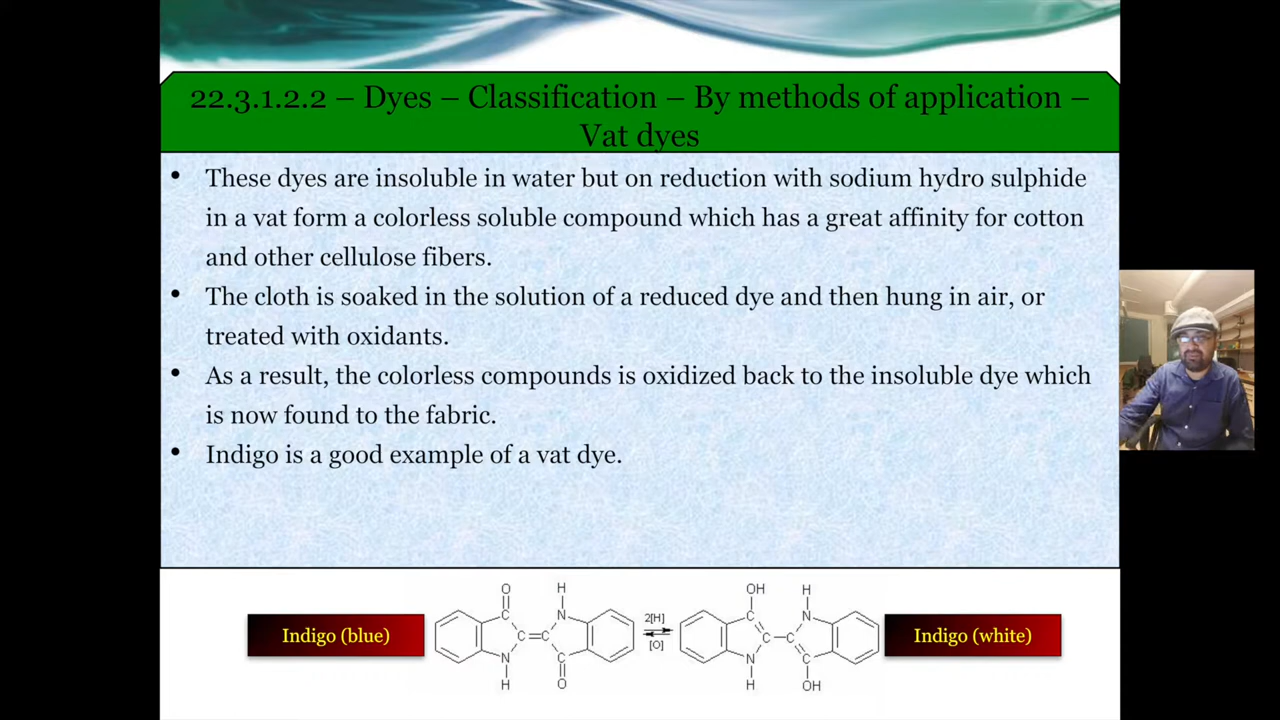 22.3.1.2.2 – Dyes – Classification – By methods of application –
Vat dyes
• These dyes are insoluble in water but on reduction with sodium hydro sulphide
in a vat form a colorless soluble compound which has a great affinity for cotton
and other cellulose fibers.
• The cloth is soaked in the solution of a reduced dye and then hung in air, or
treated with oxidants.
• As a result, the colorless compounds is oxidized back to the insoluble dye which
is now found to the fabric.
• Indigo is a good example of a vat dye.
Indigo (blue)
O
H
C
N
C
C
N
C
H
O
2[H]
[O]
OH
H
C
N
C
C
N
C
H
OH
Indigo (white)